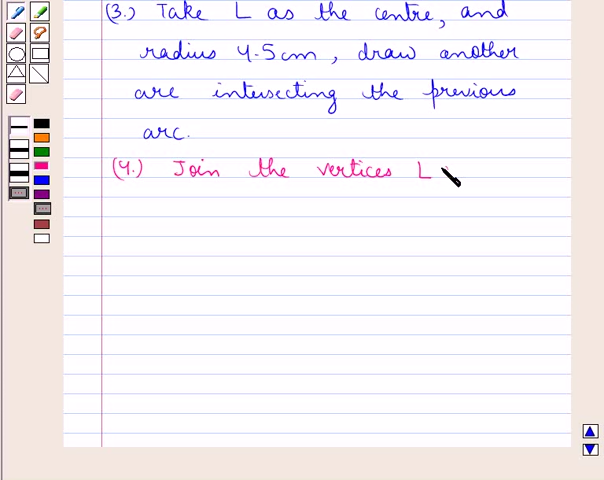 (3.) Take L as the centre, and
radius 4.5cm, draw another
arc intersecting the previous
arc.
(4.) Join the vertices L